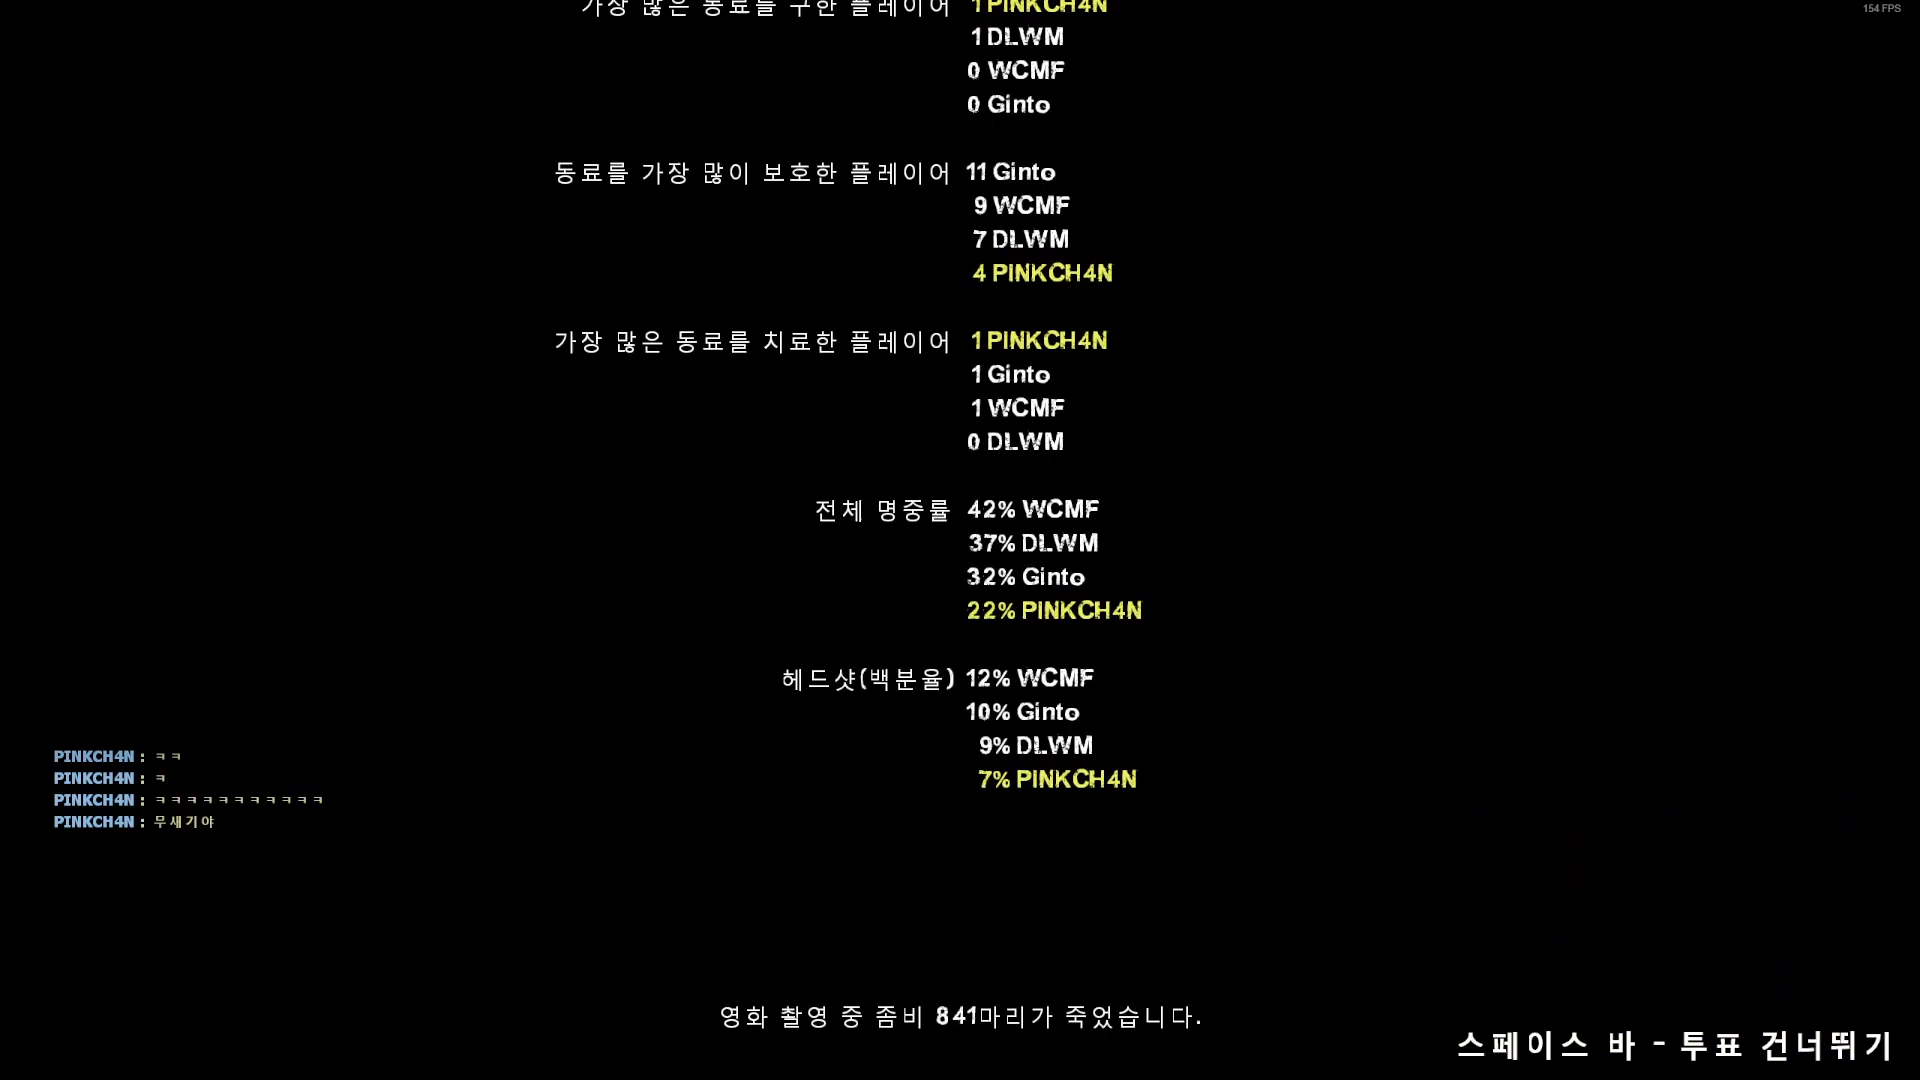 154 FPS
가장 많은 동료를 구한 플레이어 1 PINKCH4N
1 DLWM
0 WCMF
0 Ginto
동료를 가장 많이 보호한 플레이어 11 Ginto
9 WCMF
7 DLWM
4 PINKCH4N
가장 많은 동료를 치료한 플레이어 1 PINKCH4N
1 Ginto
1 WCMF
0 DLWM
전체 명중률 42% WCMF
37% DLWM
32% Ginto
22% PINKCH4N
헤드샷(백분율) 12% WCMF
10% Ginto
9% DLWM
7% PINKCH4N
PINKCH4N : ㅋㅋ
PINKCH4N : ㅋ
PINKCH4N : ㅋㅋㅋㅋㅋㅋㅋㅋㅋㅋㅋ
PINKCH4N : 무새기야
영화 촬영 중 좀비 841마리가 죽었습니다.
스페이스 바 - 투표 건너뛰기